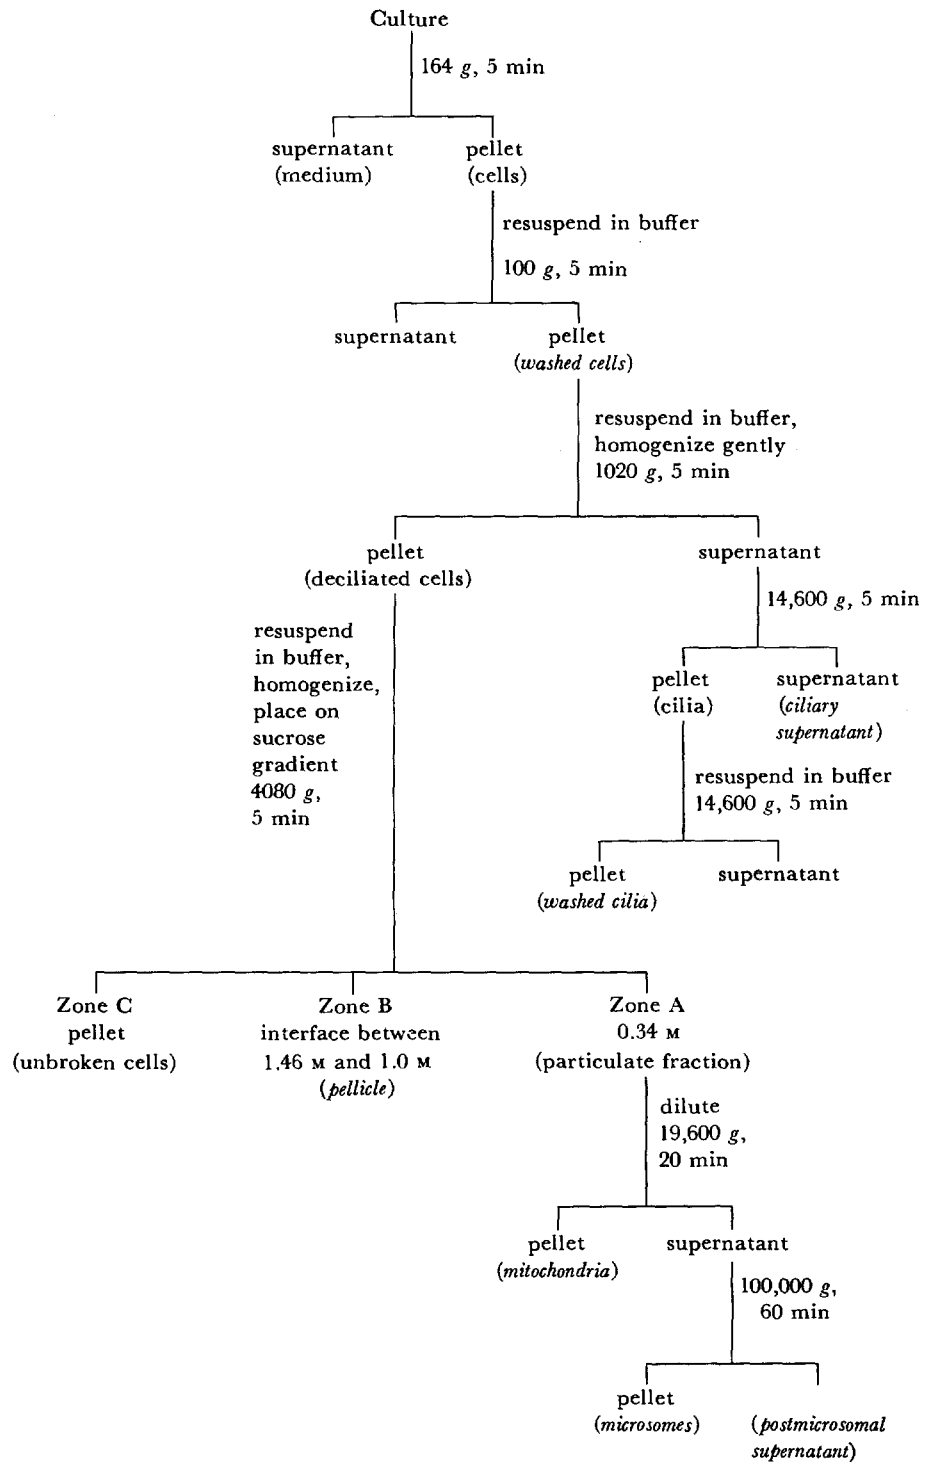 Culture
164 g, 5 min
supernatant
(medium)
pellet
(cells)
resuspend in buffer
100 g, 5 min
supernatant
pellet
(washed cells)
resuspend in buffer,
homogenize gently
1020 g, 5 min
pellet
(deciliated cells)
supernatant
14,600 g, 5 min
resuspend
in buffer,
homogenize,
place on
sucrose
gradient
4080 g,
5 min
pellet
(cilia)
supernatant
(ciliary
supernatant)
resuspend in buffer
14,600 g, 5 min
pellet
(washed cilia)
supernatant
Zone C
pellet
(unbroken cells)
Zone B
interface between
1.46 M and 1.0 M
(pellicle)
Zone A
0.34 M
(particulate fraction)
dilute
19,600 g,
20 min
pellet
(mitochondria)
supernatant
100,000 g,
60 min
pellet
(microsomes)
(postmicrosomal
supernatant)